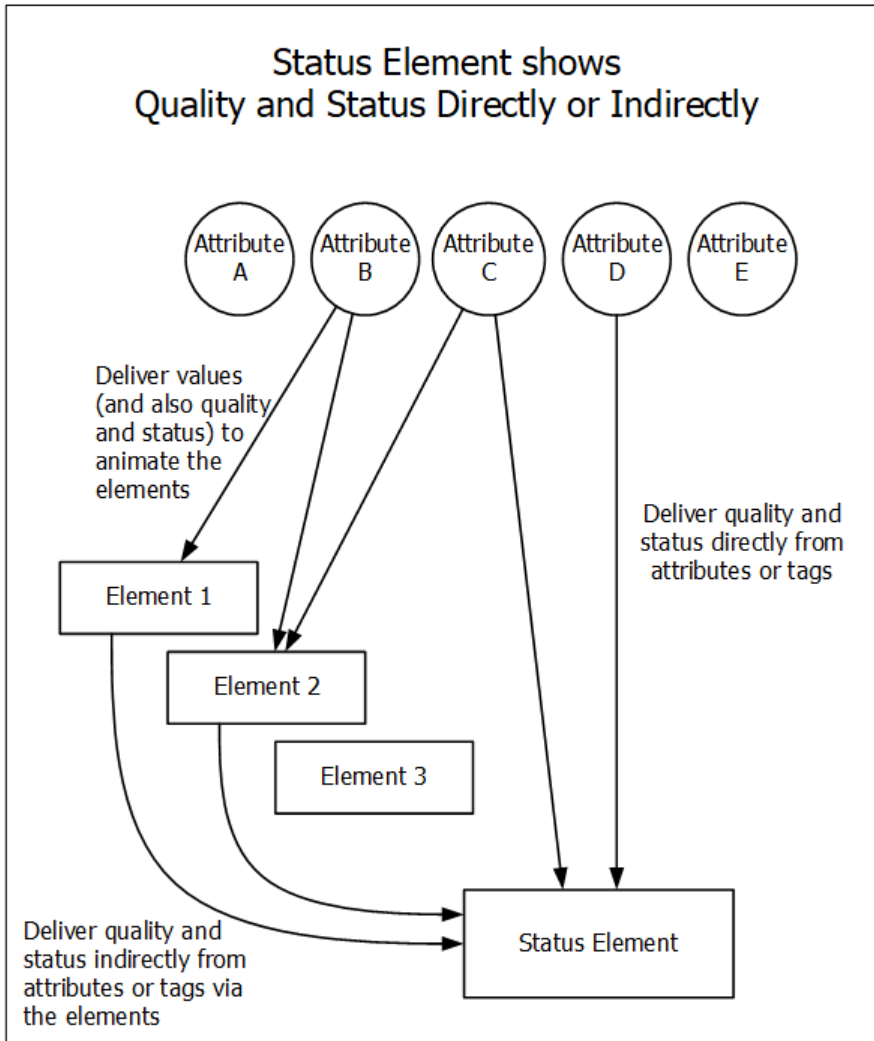 Status Element shows
Quality and Status Directly or Indirectly
Attribute
A
Attribute
B
Attribute
C
Attribute
D
Attribute
E
Deliver values
(and also quality
and status) to
animate the
elements
Deliver quality and
status directly from
attributes or tags
Element 1
Element 2
Element 3
Status Element
Deliver quality and
status indirectly from
attributes or tags via
the elements